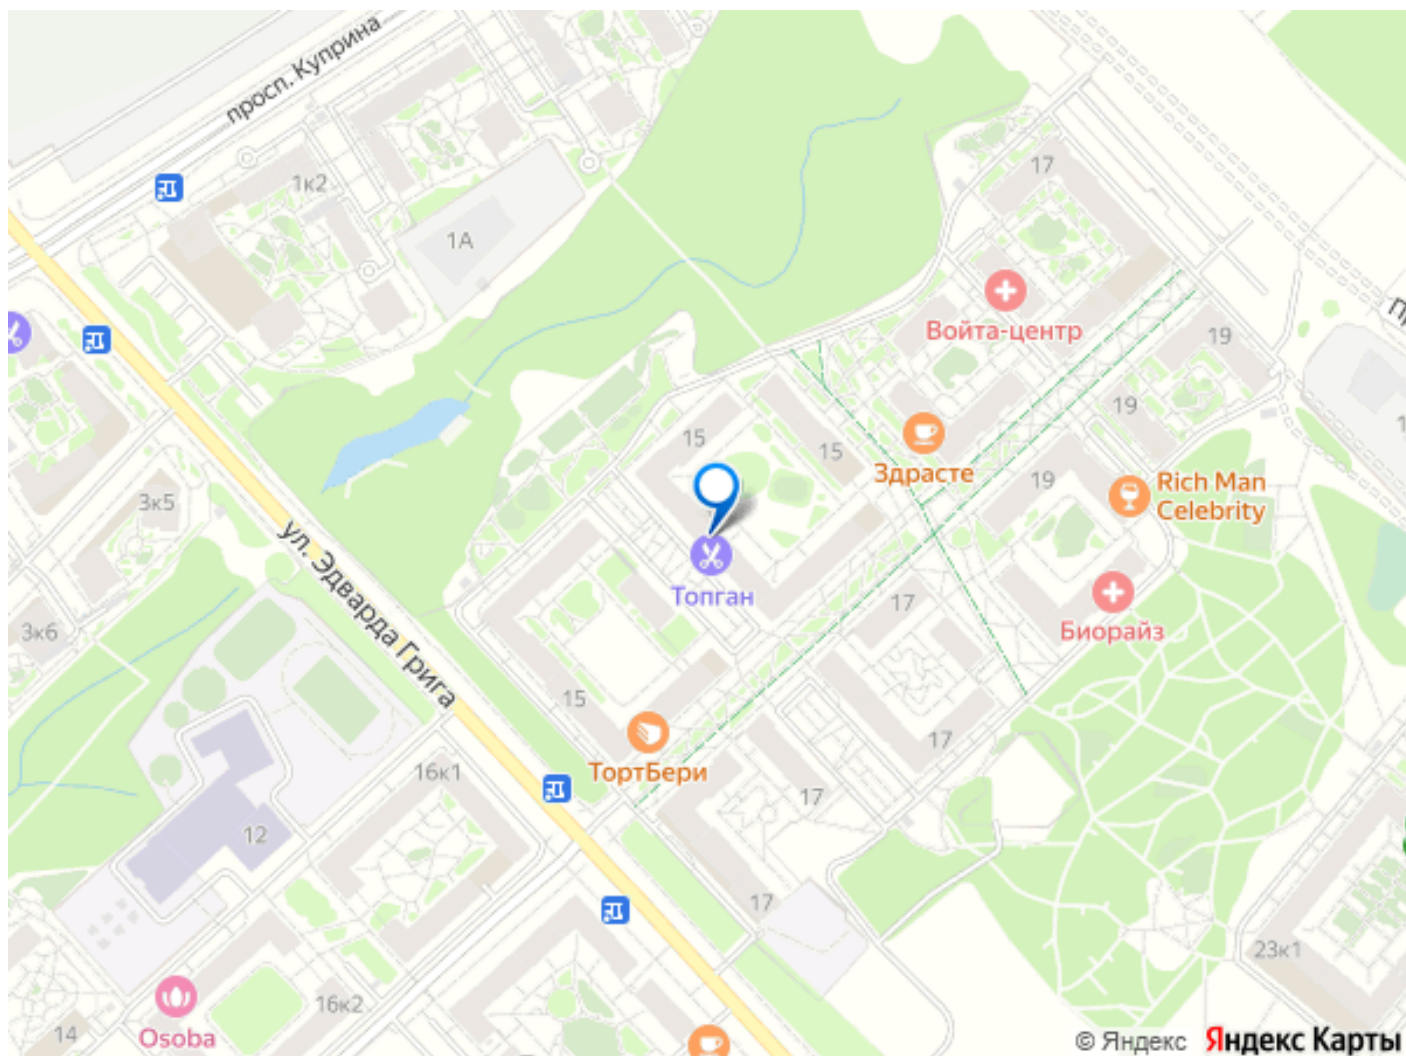 просп. Куприна
1к2
1А
17
Войта-центр
19
19
15
15
Здрасте
19
Rich Man
Celebrity
3к5
ул. Эдварда Грига
Топган
17
Биорайз
3к6
15
17
ТортБери
16к1
17
12
17
23к1
16к2
14
Osoba
© Яндекс Яндекс Карты